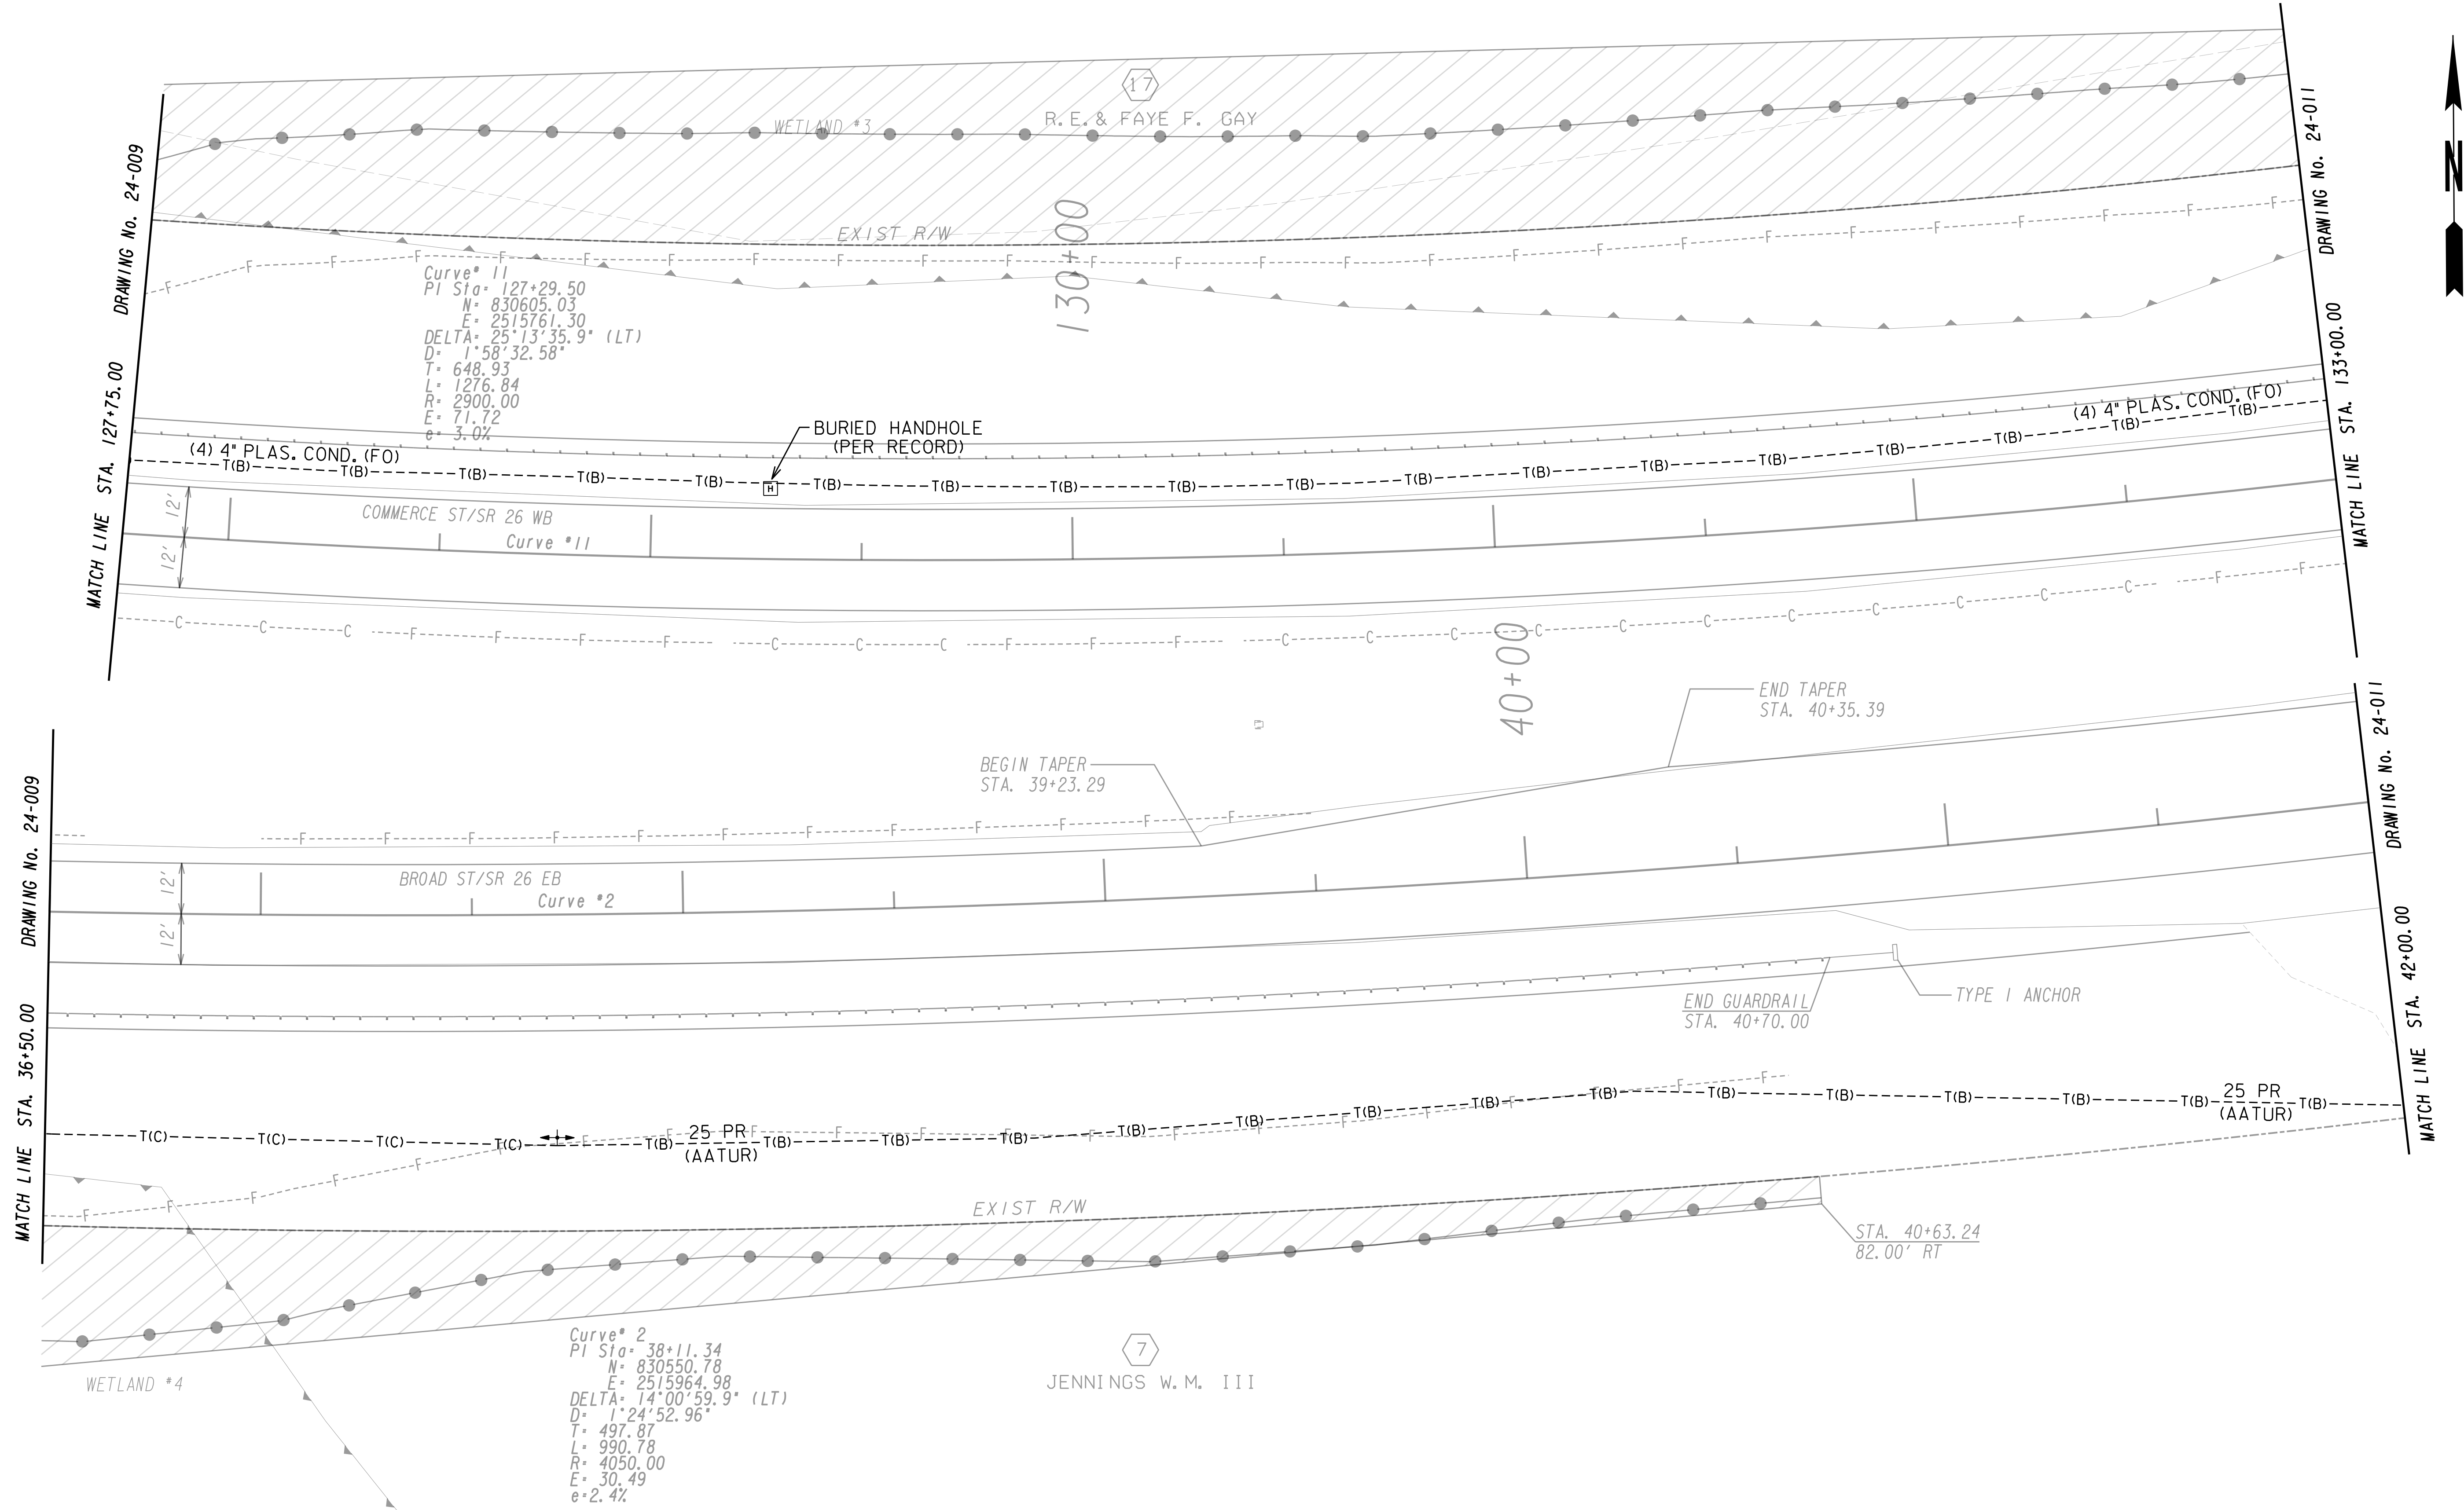 17
R.E. & FAYE F. GAY
WETLAND #3
EXIST R/W
130+00
N
DRAWING No. 24-009
MATCH LINE STA. 127+75.00
DRAWING No. 24-011
MATCH LINE STA. 133+00.00
Curve# 11
PI Sta= 127+29.50
N= 830605.03
E= 2515761.30
DELTA= 25°13'35.9" (LT)
D= 1°58'32.58"
T= 648.93
L= 1276.84
R= 2900.00
E= 71.72
e= 3.0%
BURIED HANDHOLE
(PER RECORD)
H
(4) 4" PLAS. COND. (FO)
(4) 4" PLAS. COND. (FO)
T(B) T(B) T(B) T(B) T(B) T(B) T(B) T(B) T(B) T(B) T(B) T(B) T(B) T(B) T(B) T(B) T(B) T(B)
12'
12'
COMMERCE ST/SR 26 WB
Curve #11
C C C F F F F C C C F F F C C C C C C C C C C C F F
40+00
END TAPER
STA. 40+35.39
BEGIN TAPER
STA. 39+23.29
DRAWING No. 24-009
MATCH LINE STA. 36+50.00
DRAWING No. 24-011
MATCH LINE STA. 42+00.00
F F F F F F F F F F F F
12'
12'
BROAD ST/SR 26 EB
Curve #2
END GUARDRAIL
STA. 40+70.00
TYPE 1 ANCHOR
T(C) T(C) T(C) T(C) T(B) T(B) T(B) T(B) T(B) T(B) T(B) T(B) T(B) T(B) T(B) T(B) T(B) T(B) T(B)
25 PR
(AATUR)
25 PR
(AATUR)
EXIST R/W
STA. 40+63.24
82.00' RT
WETLAND #4
Curve# 2
PI Sta= 38+11.34
N= 830550.78
E= 2515964.98
DELTA= 14°00'59.9" (LT)
D= 1°24'52.96"
T= 497.87
L= 990.78
R= 4050.00
E= 30.49
e=2.4%
7
JENNINGS W.M. III